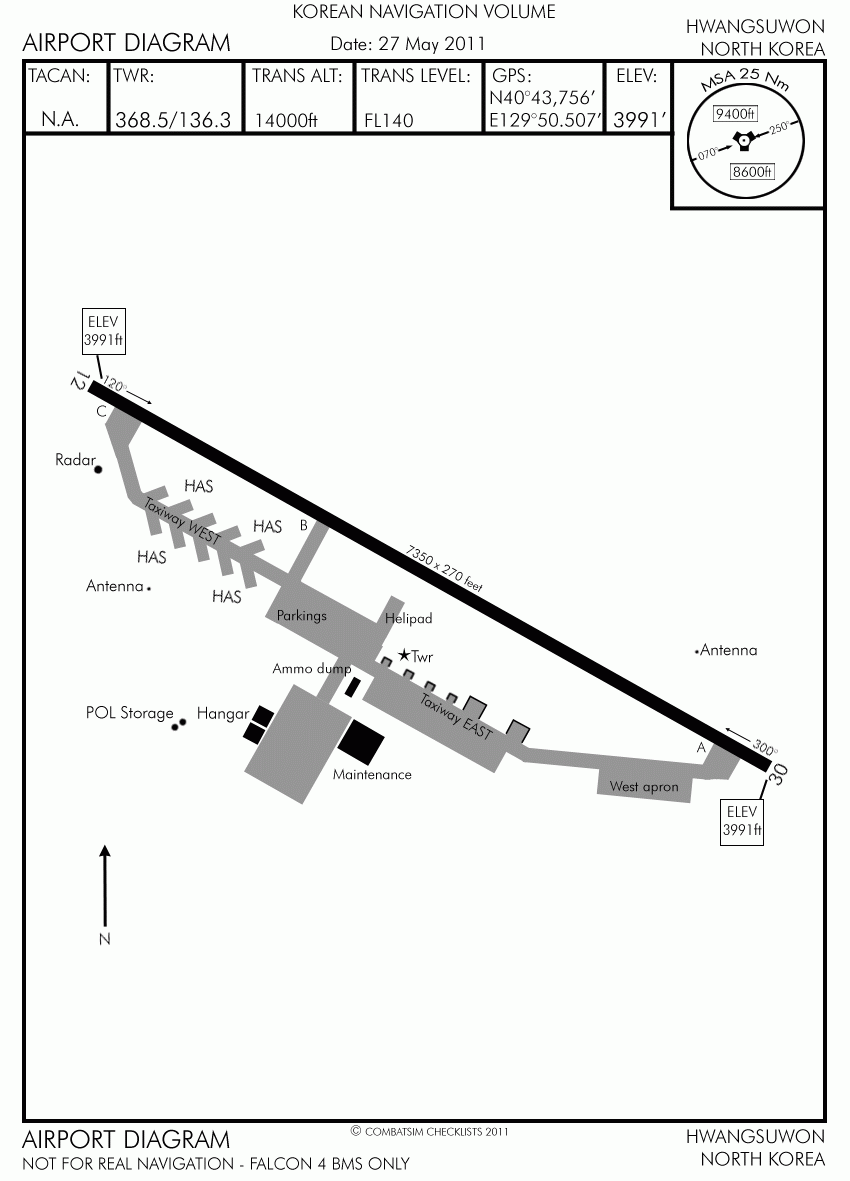 KOREAN NAVIGATION VOLUME
AIRPORT DIAGRAM
Date: 27 May 2011
HWANGSUWON
NORTH KOREA
TACAN:
N.A.
TWR:
368.5/136.3
TRANS ALT:
14000ft
TRANS LEVEL:
FL140
GPS:
N40°43,756’
E129°50.507’
ELEV:
3991’
MSA 25 Nm
9400ft
250°
070°
8600ft
ELEV
3991ft
12
120°
C
Radar
HAS
Taxiway WEST
HAS
B
HAS
7350 x 270 feet
Antenna
HAS
Parkings
Helipad
Twr
Antenna
Ammo dump
POL Storage
Hangar
Taxiway EAST
A
300°
30
Maintenance
West apron
ELEV
3991ft
N
© COMBATSIM CHECKLISTS 2011
AIRPORT DIAGRAM
NOT FOR REAL NAVIGATION - FALCON 4 BMS ONLY
HWANGSUWON
NORTH KOREA